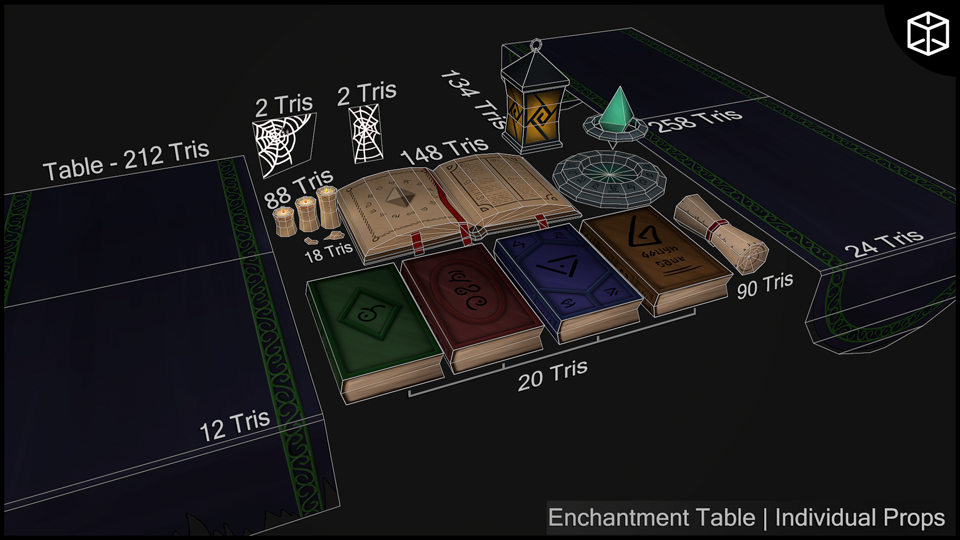 2 Tris
2 Tris
134 Tris
258 Tris
Table - 212 Tris
148 Tris
88 Tris
18 Tris
24 Tris
90 Tris
20 Tris
12 Tris
Enchantment Table | Individual Props